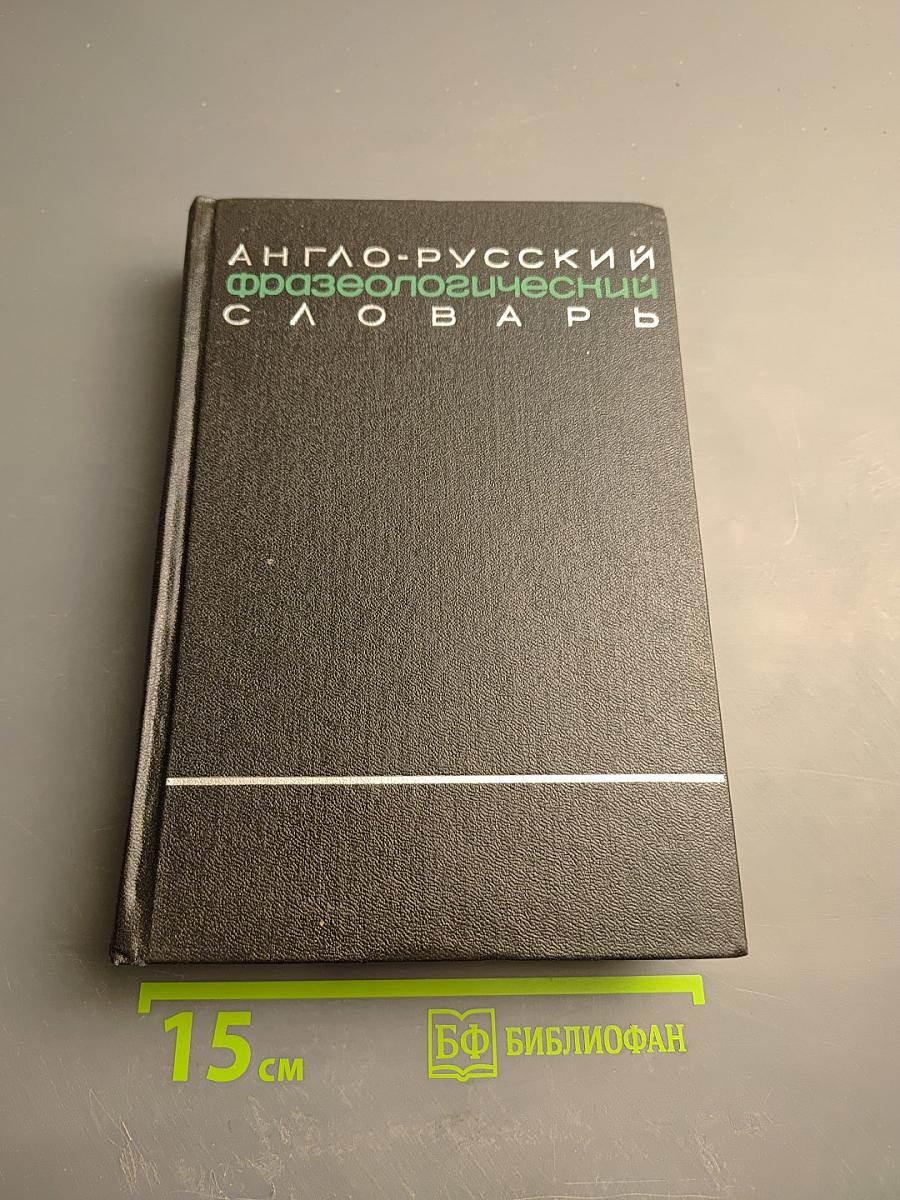 АНГЛО-РУССКИЙ
фразеологический
СЛОВАРЬ
15 см
БФ БИБЛИОФАН